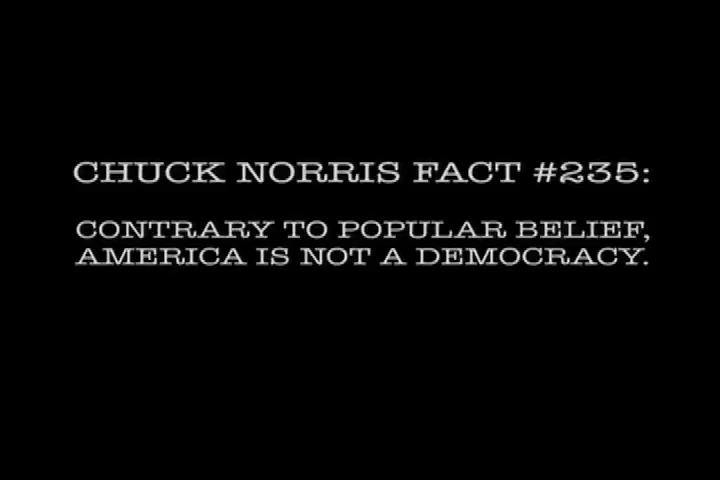 CHUCK NORRIS FACT #235:
CONTRARY TO POPULAR BELIEF,
AMERICA IS NOT A DEMOCRACY.